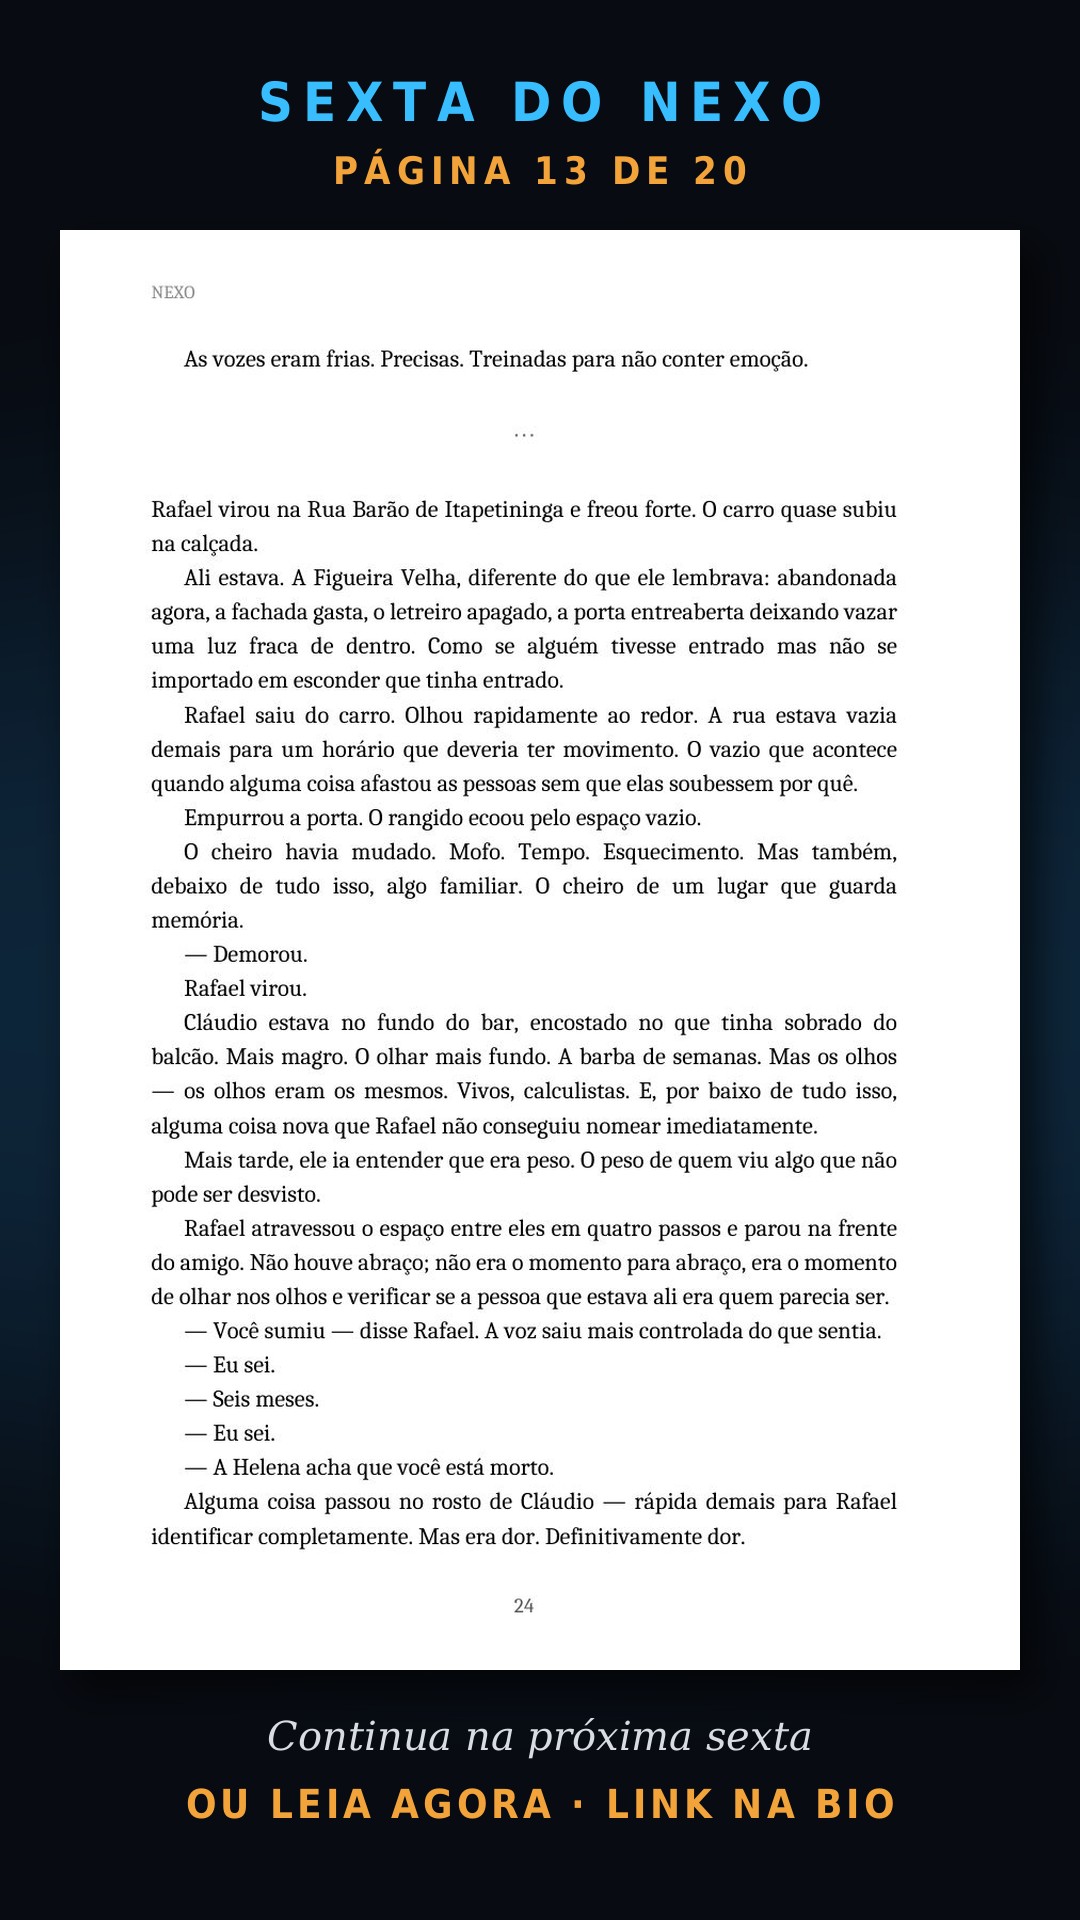 SEXTA DO NEXO
PÁGINA 13 DE 20
NEXO
As vozes eram frias. Precisas. Treinadas para não conter emoção.
...
Rafael virou na Rua Barão de Itapetininga e freou forte. O carro quase subiu
na calçada.
Ali estava. A Figueira Velha, diferente do que ele lembrava: abandonada
agora, a fachada gasta, o letreiro apagado, a porta entreaberta deixando vazar
uma luz fraca de dentro. Como se alguém tivesse entrado mas não se
importado em esconder que tinha entrado.
Rafael saiu do carro. Olhou rapidamente ao redor. A rua estava vazia
demais para um horário que deveria ter movimento. O vazio que acontece
quando alguma coisa afastou as pessoas sem que elas soubessem por quê.
Empurrou a porta. O rangido ecoou pelo espaço vazio.
O cheiro havia mudado. Mofo. Tempo. Esquecimento. Mas também,
debaixo de tudo isso, algo familiar. O cheiro de um lugar que guarda
memória.
— Demorou.
Rafael virou.
Cláudio estava no fundo do bar, encostado no que tinha sobrado do
balcão. Mais magro. O olhar mais fundo. A barba de semanas. Mas os olhos
— os olhos eram os mesmos. Vivos, calculistas. E, por baixo de tudo isso,
alguma coisa nova que Rafael não conseguiu nomear imediatamente.
Mais tarde, ele ia entender que era peso. O peso de quem viu algo que não
pode ser desvisto.
Rafael atravessou o espaço entre eles em quatro passos e parou na frente
do amigo. Não houve abraço; não era o momento para abraço, era o momento
de olhar nos olhos e verificar se a pessoa que estava ali era quem parecia ser.
— Você sumiu — disse Rafael. A voz saiu mais controlada do que sentia.
— Eu sei.
— Seis meses.
— Eu sei.
— A Helena acha que você está morto.
Alguma coisa passou no rosto de Cláudio — rápida demais para Rafael
identificar completamente. Mas era dor. Definitivamente dor.
24
Continua na próxima sexta
OU LEIA AGORA · LINK NA BIO